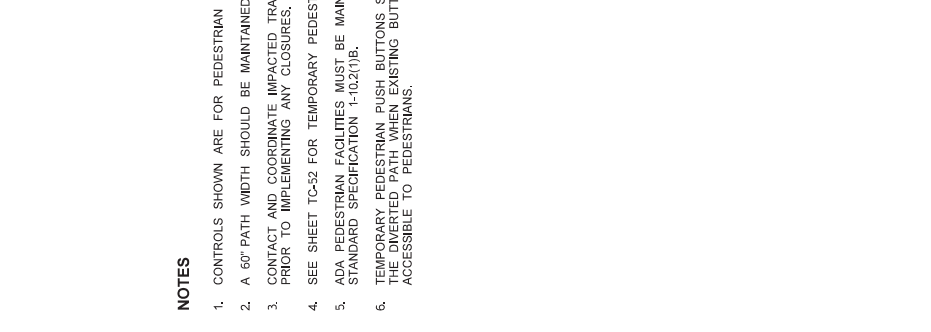 NOTES
1. CONTROLS SHOWN ARE FOR PEDESTRIAN
2. A 60" PATH WIDTH SHOULD BE MAINTAINED
3. CONTACT AND COORDINATE IMPACTED TRA
PRIOR TO IMPLEMENTING ANY CLOSURES.
4. SEE SHEET TC-52 FOR TEMPORARY PEDEST
5. ADA PEDESTRIAN FACILITIES MUST BE MAIN
STANDARD SPECIFICATION 1-10.2(1)B.
6. TEMPORARY PEDESTRIAN PUSH BUTTONS S
THE DIVERTED PATH WHEN EXISTING BUTT
ACCESSIBLE TO PEDESTRIANS.